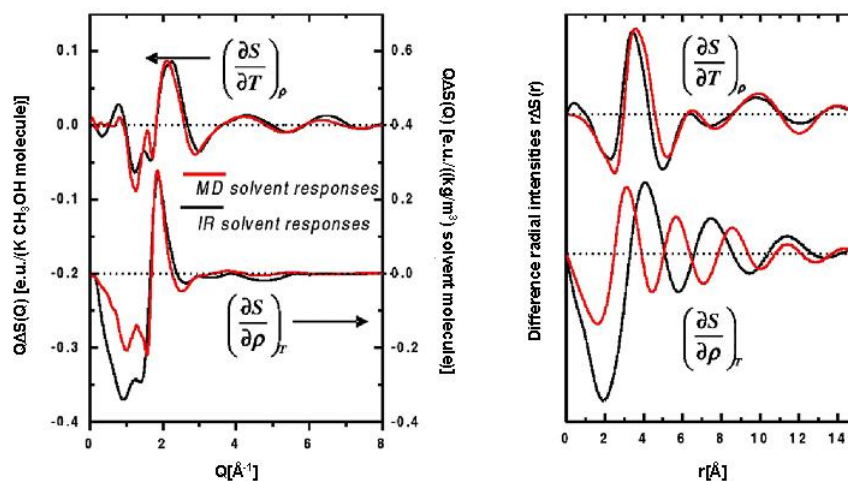 0.1
0.0
-0.1
-0.2
-0.3
-0.4
0.6
0.4
0.2
0.0
-0.2
-0.4
0 2 4 6 8
QΔS(Q) [e.u./(K CH₃OH molecule)]
QΔS(Q) [e.u./((kg/m³) solvent molecule)]
Q[Å⁻¹]
(∂S/∂T)ρ
MD solvent responses
IR solvent responses
(∂S/∂ρ)T
Difference radial intensities rΔS(r)
(∂S/∂T)ρ
(∂S/∂ρ)T
0 2 4 6 8 10 12 14
r[Å]